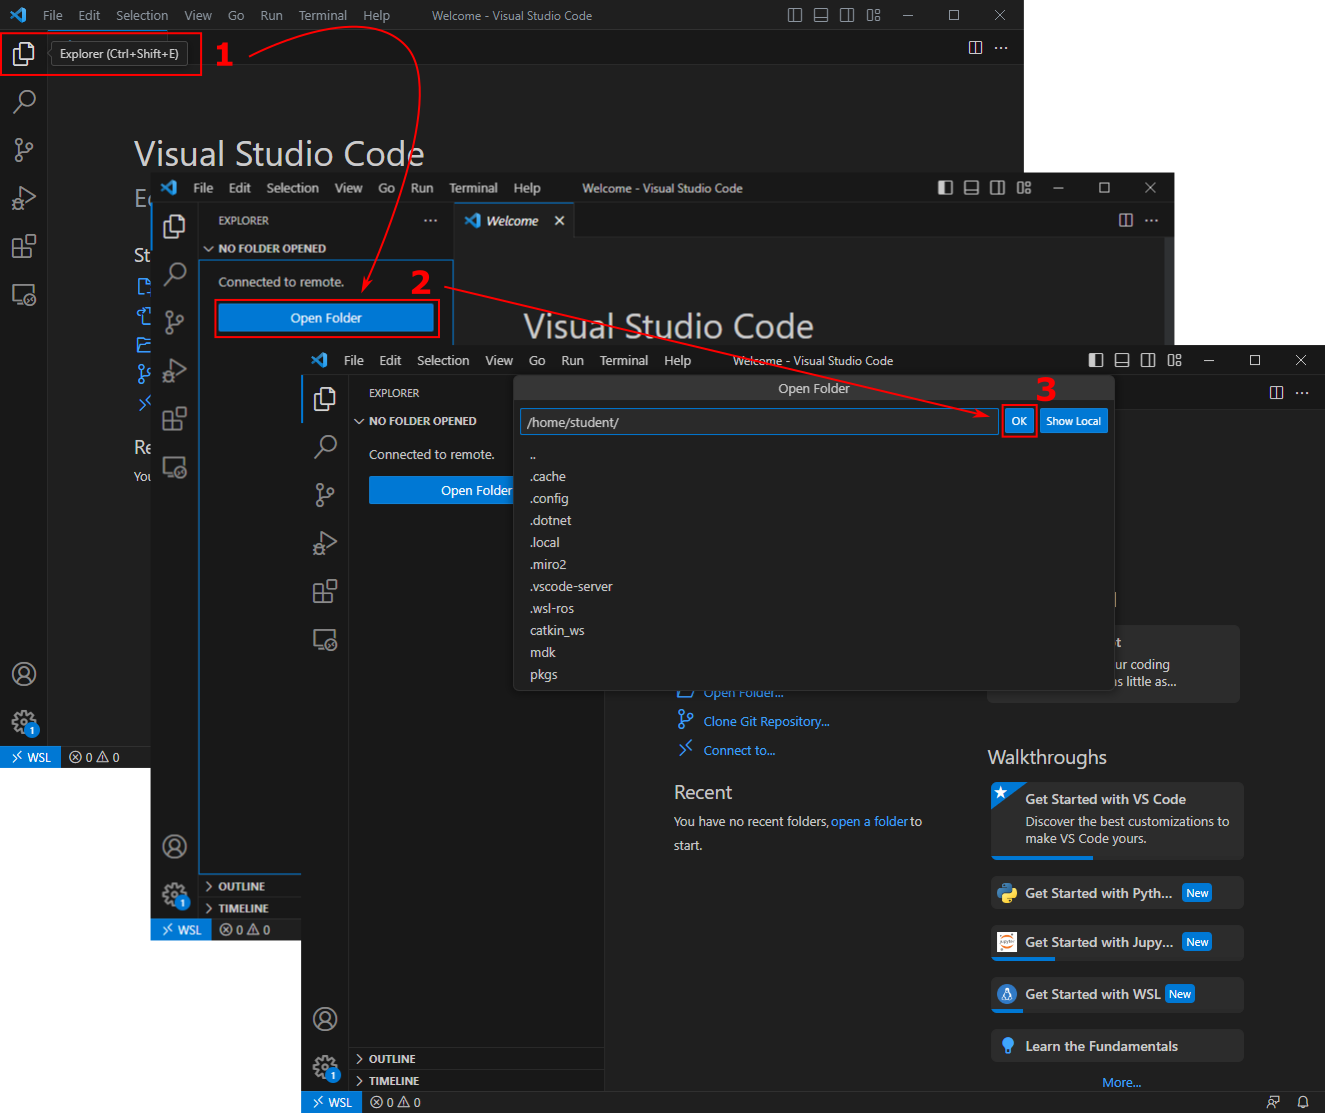 File Edit Selection View Go Run Terminal Help Welcome - Visual Studio Code
Explorer (Ctrl+Shift+E)
1
Visual Studio Code
File Edit Selection View Go Run Terminal Help Welcome - Visual Studio Code
EXPLORER
Welcome
NO FOLDER OPENED
Connected to remote.
2
Open Folder
Visual Studio Code
St
Re
You
File Edit Selection View Go Run Terminal Help Welcome - Visual Studio Code
EXPLORER
Open Folder
3
NO FOLDER OPENED
/home/student/
OK
Show Local
Connected to remote.
Open Folder
..
.cache
.config
.dotnet
.local
.miro2
.vscode-server
.wsl-ros
catkin_ws
mdk
pkgs
ur coding
s little as...
Open Folder...
Clone Git Repository...
Connect to...
Recent
You have no recent folders, open a folder to
start.
Walkthroughs
Get Started with VS Code
Discover the best customizations to
make VS Code yours.
Get Started with Pyth... New
Get Started with Jupy... New
Get Started with WSL New
Learn the Fundamentals
More...
1
WSL 0 0
OUTLINE
TIMELINE
1
WSL 0 0
OUTLINE
TIMELINE
1
WSL 0 0